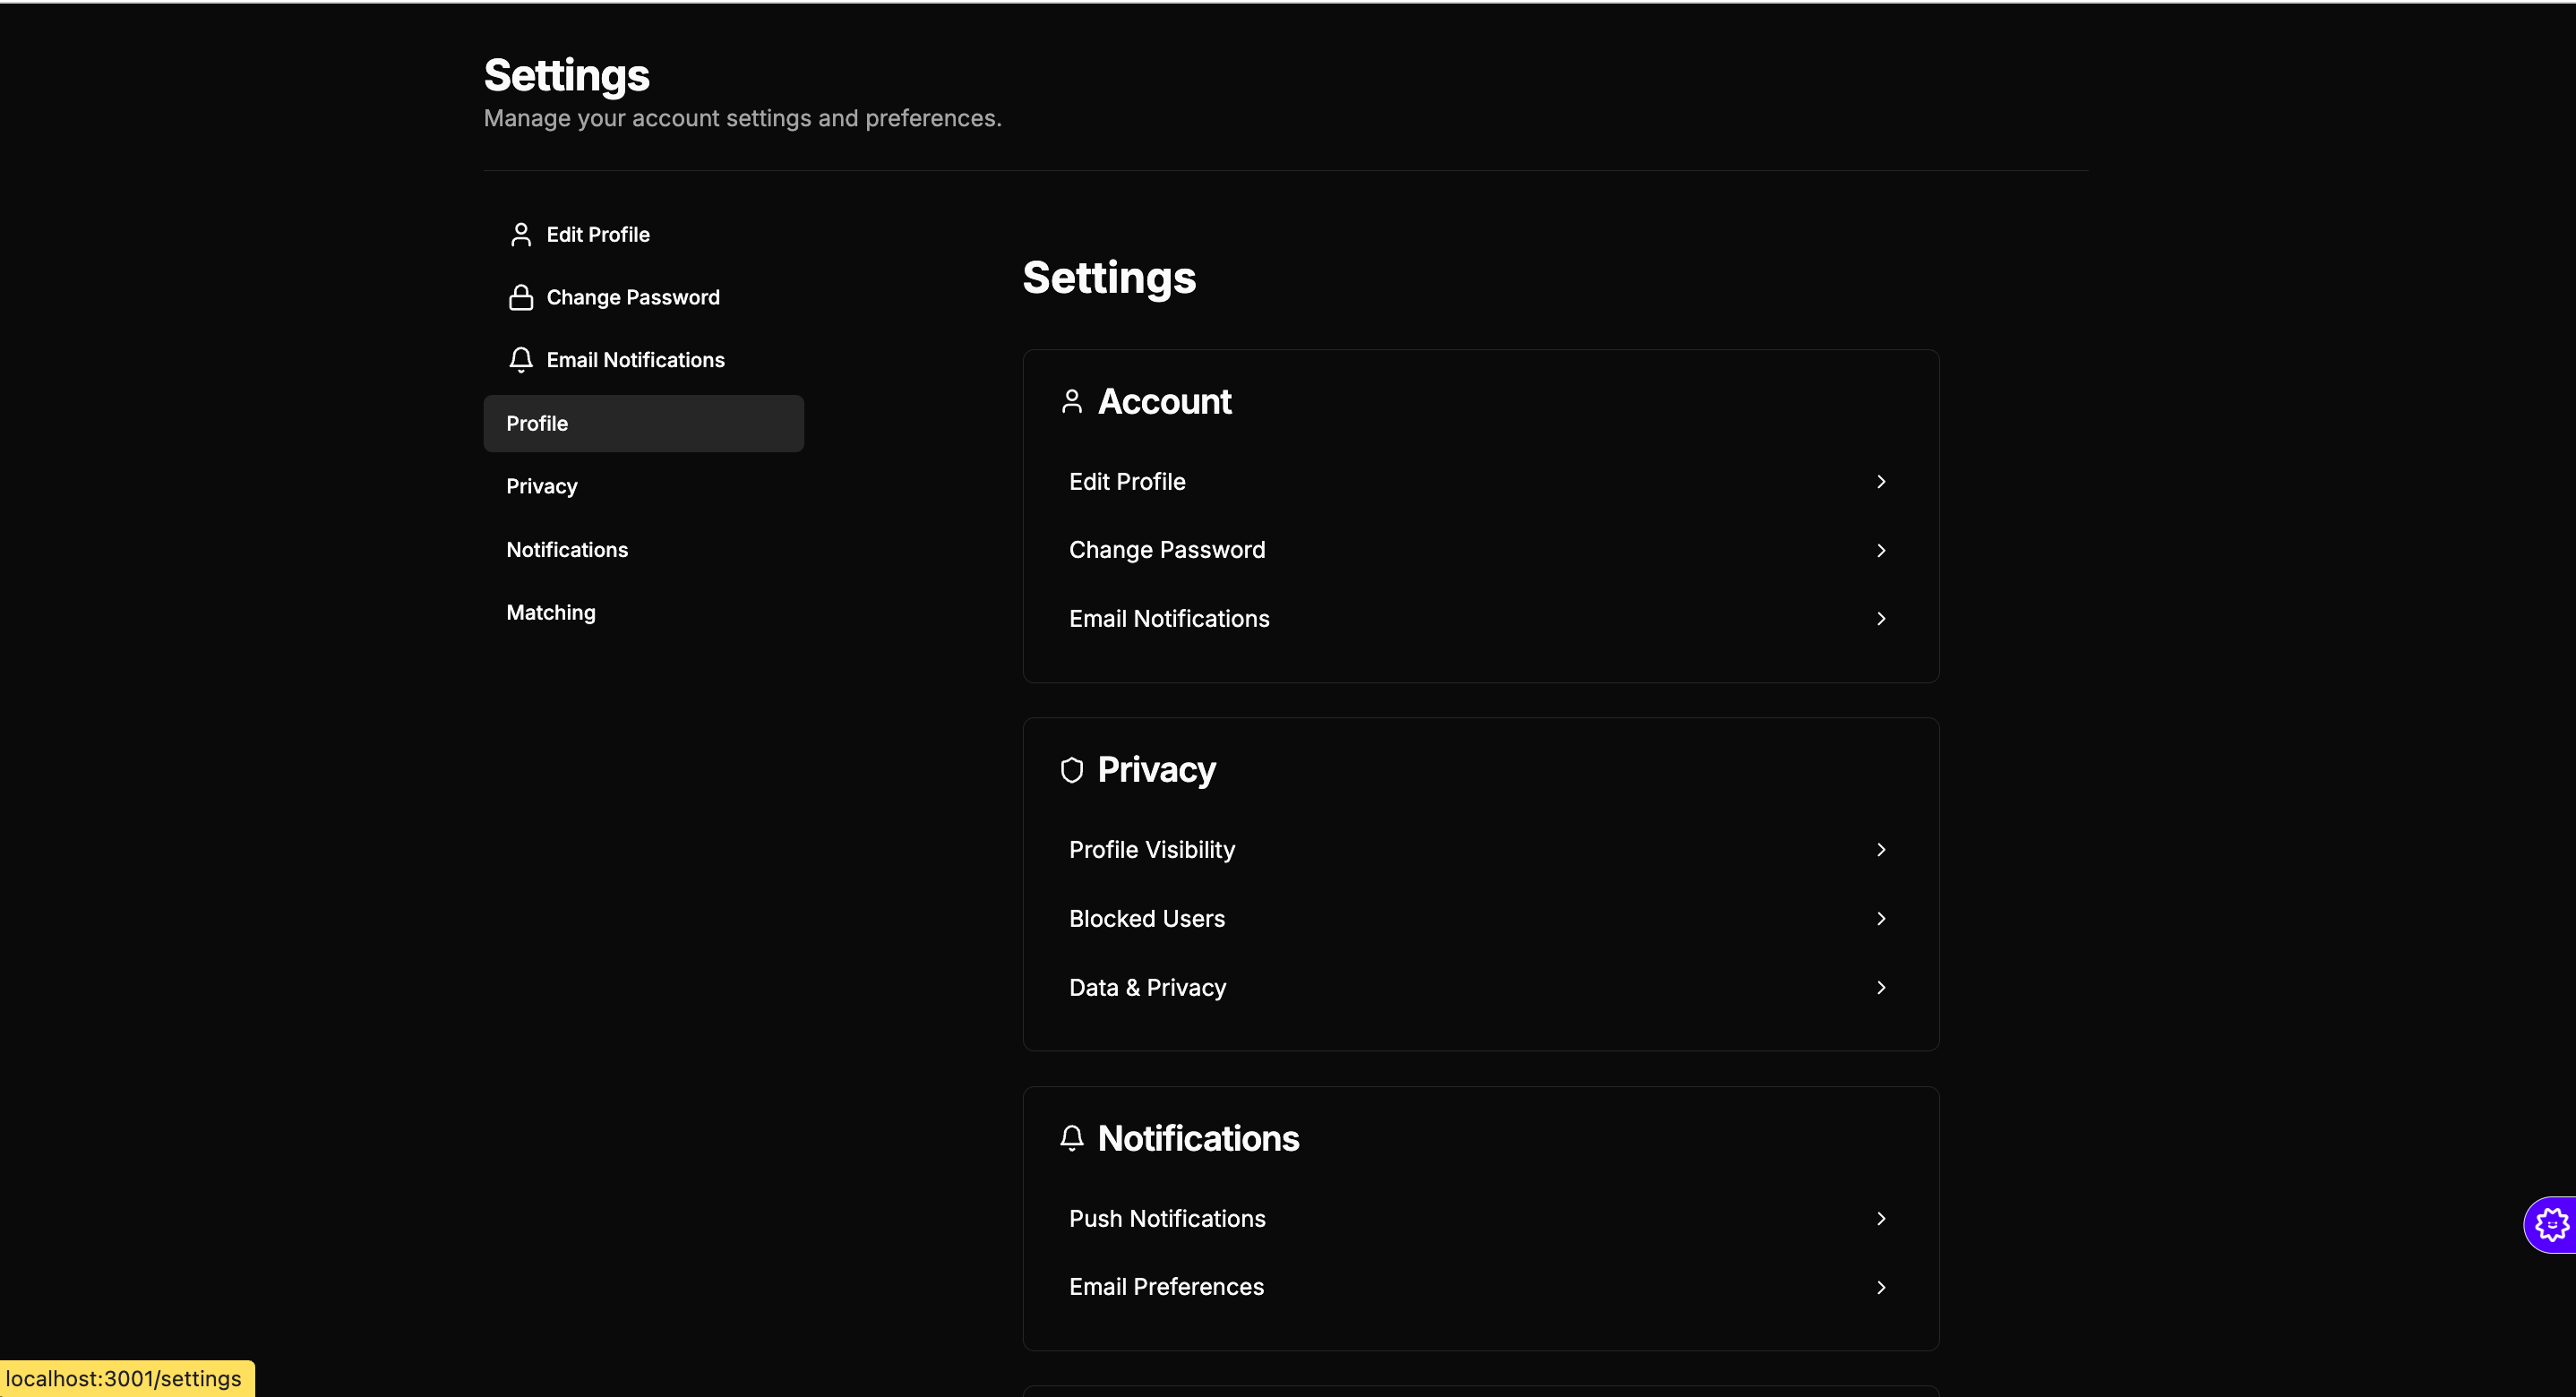 Settings
Manage your account settings and preferences.
Edit Profile
Change Password
Email Notifications
Profile
Privacy
Notifications
Matching
Settings
Account
Edit Profile
Change Password
Email Notifications
Privacy
Profile Visibility
Blocked Users
Data & Privacy
Notifications
Push Notifications
Email Preferences
localhost:3001/settings